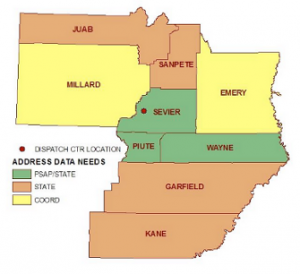 JUAB
SANPETE
MILLARD
EMERY
SEVIER
DISPATCH CTR LOCATION
PIUTE
WAYNE
ADDRESS DATA NEEDS
PSAP/STATE
STATE
COORD
GARFIELD
KANE